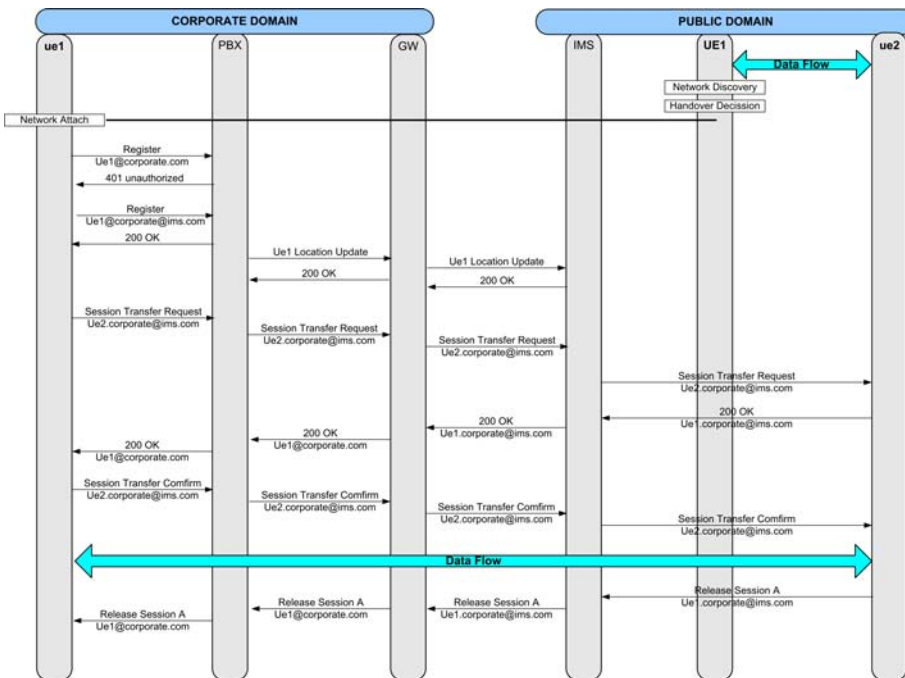 CORPORATE DOMAIN
PUBLIC DOMAIN
ue1
PBX
GW
IMS
UE1
ue2
Data Flow
Network Discovery
Handover Decission
Network Attach
Register
Ue1@corporate.com
401 unauthorized
Register
Ue1@corporate@ims.com
200 OK
Ue1 Location Update
Ue1 Location Update
200 OK
200 OK
Session Transfer Request
Ue2.corporate@ims.com
Session Transfer Request
Ue2.corporate@ims.com
Session Transfer Request
Ue2.corporate@ims.com
Session Transfer Request
Ue2.corporate@ims.com
200 OK
Ue1.corporate@ims.com
200 OK
Ue1.corporate@ims.com
200 OK
Ue1@corporate.com
200 OK
Ue1@corporate.com
Session Transfer Comfirm
Ue2.corporate@ims.com
Session Transfer Comfirm
Ue2.corporate@ims.com
Session Transfer Comfirm
Ue2.corporate@ims.com
Session Transfer Comfirm
Ue2.corporate@ims.com
Data Flow
Release Session A
Ue1.corporate@ims.com
Release Session A
Ue1.corporate@ims.com
Release Session A
Ue1@corporate.com
Release Session A
Ue1@corporate.com